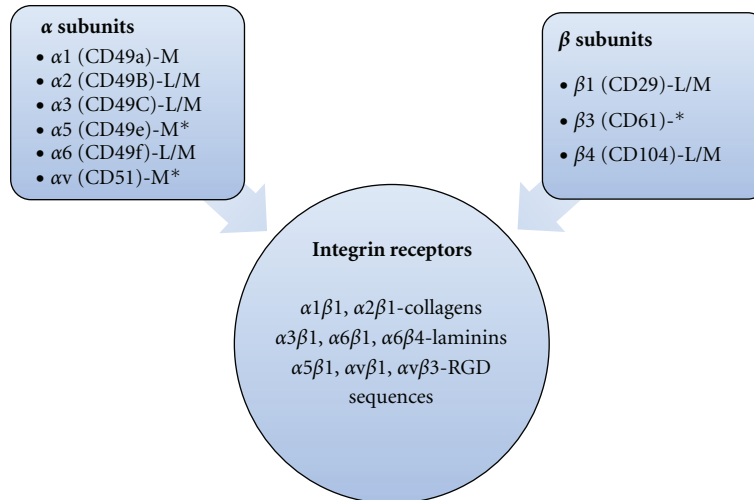 α subunits
• α1 (CD49a)-M
• α2 (CD49B)-L/M
• α3 (CD49C)-L/M
• α5 (CD49e)-M*
• α6 (CD49f)-L/M
• αv (CD51)-M*
β subunits
• β1 (CD29)-L/M
• β3 (CD61)-*
• β4 (CD104)-L/M
Integrin receptors
α1β1, α2β1-collagens
α3β1, α6β1, α6β4-laminins
α5β1, αvβ1, αvβ3-RGD
sequences